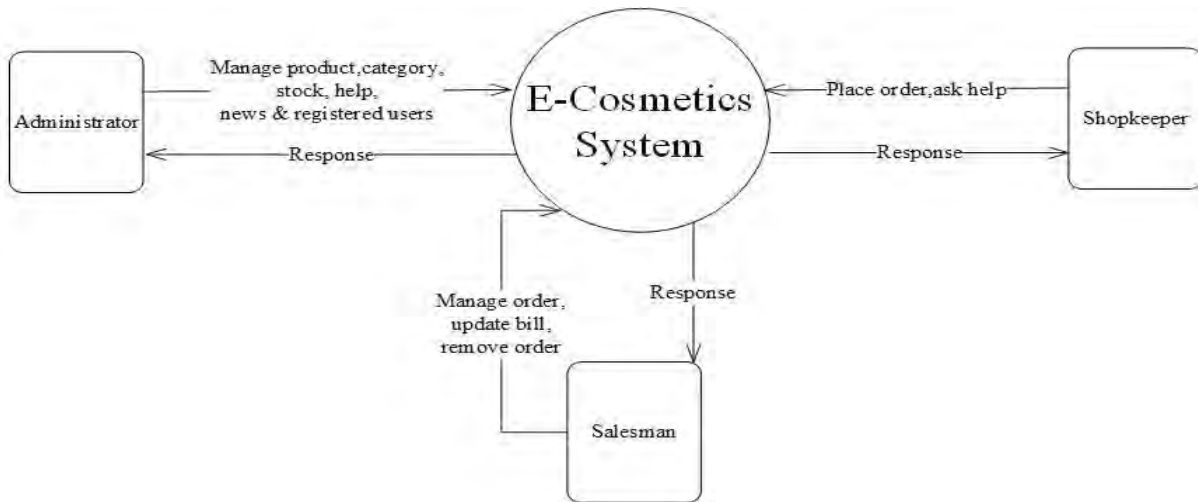 Administrator
Manage product,category,
stock, help,
news & registered users
Response
E-Cosmetics
System
Place order,ask help
Response
Shopkeeper
Manage order,
update bill,
remove order
Response
Salesman